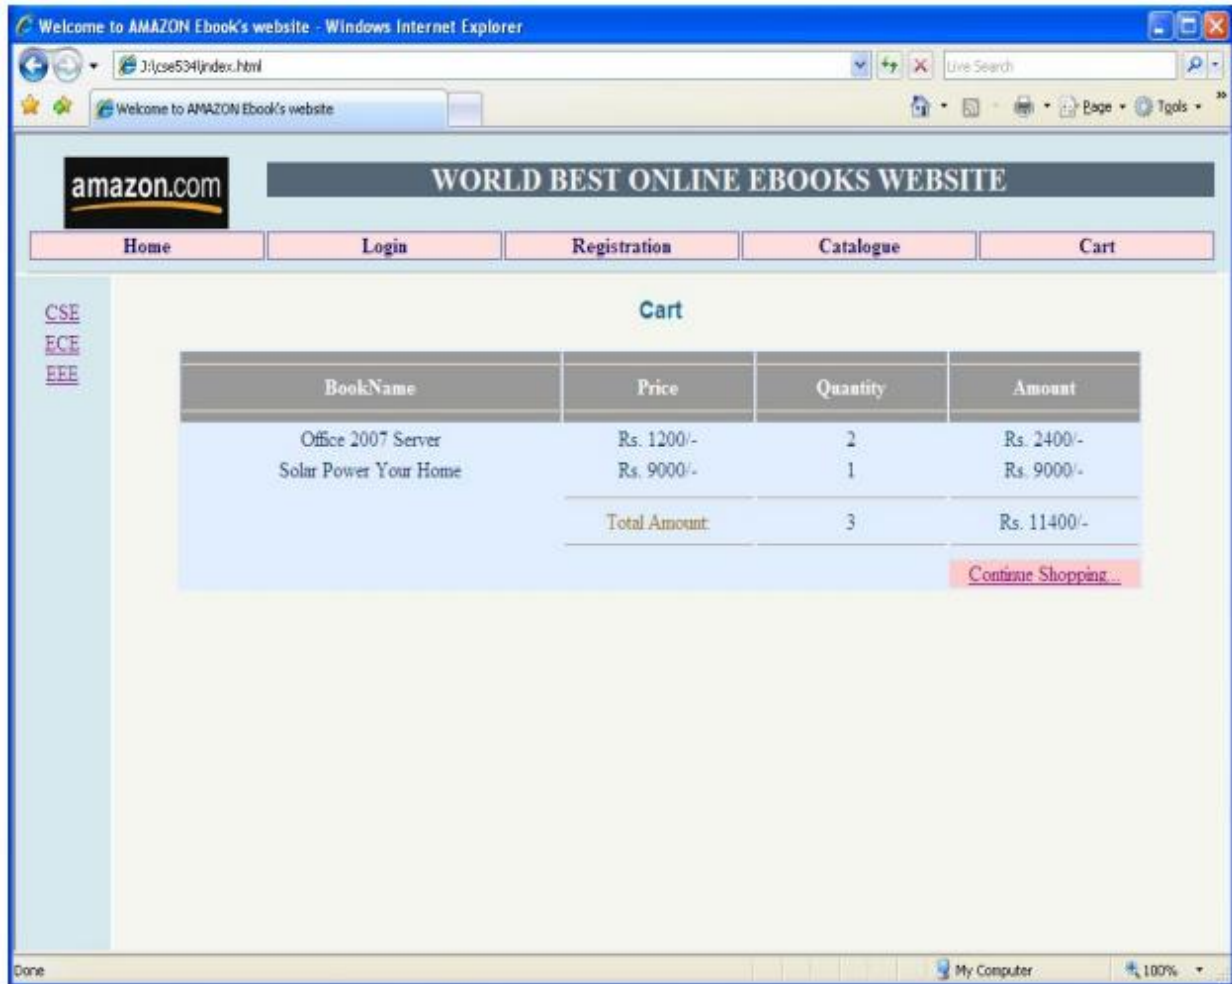 Welcome to AMAZON Ebook's website - Windows Internet Explorer
J:\cse534\index.html
Live Search
Welcome to AMAZON Ebook's website
Page
Tools
amazon.com
WORLD BEST ONLINE EBOOKS WEBSITE
Home Login Registration Catalogue Cart
CSE
ECE
EEE
Cart
BookName Price Quantity Amount
Office 2007 Server Rs. 1200/- 2 Rs. 2400/-
Solar Power Your Home Rs. 9000/- 1 Rs. 9000/-
Total Amount: 3 Rs. 11400/-
Continue Shopping...
Done My Computer 100%